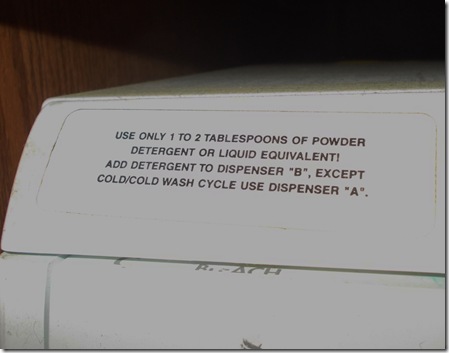 USE ONLY 1 TO 2 TABLESPOONS OF POWDER
DETERGENT OR LIQUID EQUIVALENT!
ADD DETERGENT TO DISPENSER "B", EXCEPT
COLD/COLD WASH CYCLE USE DISPENSER "A".